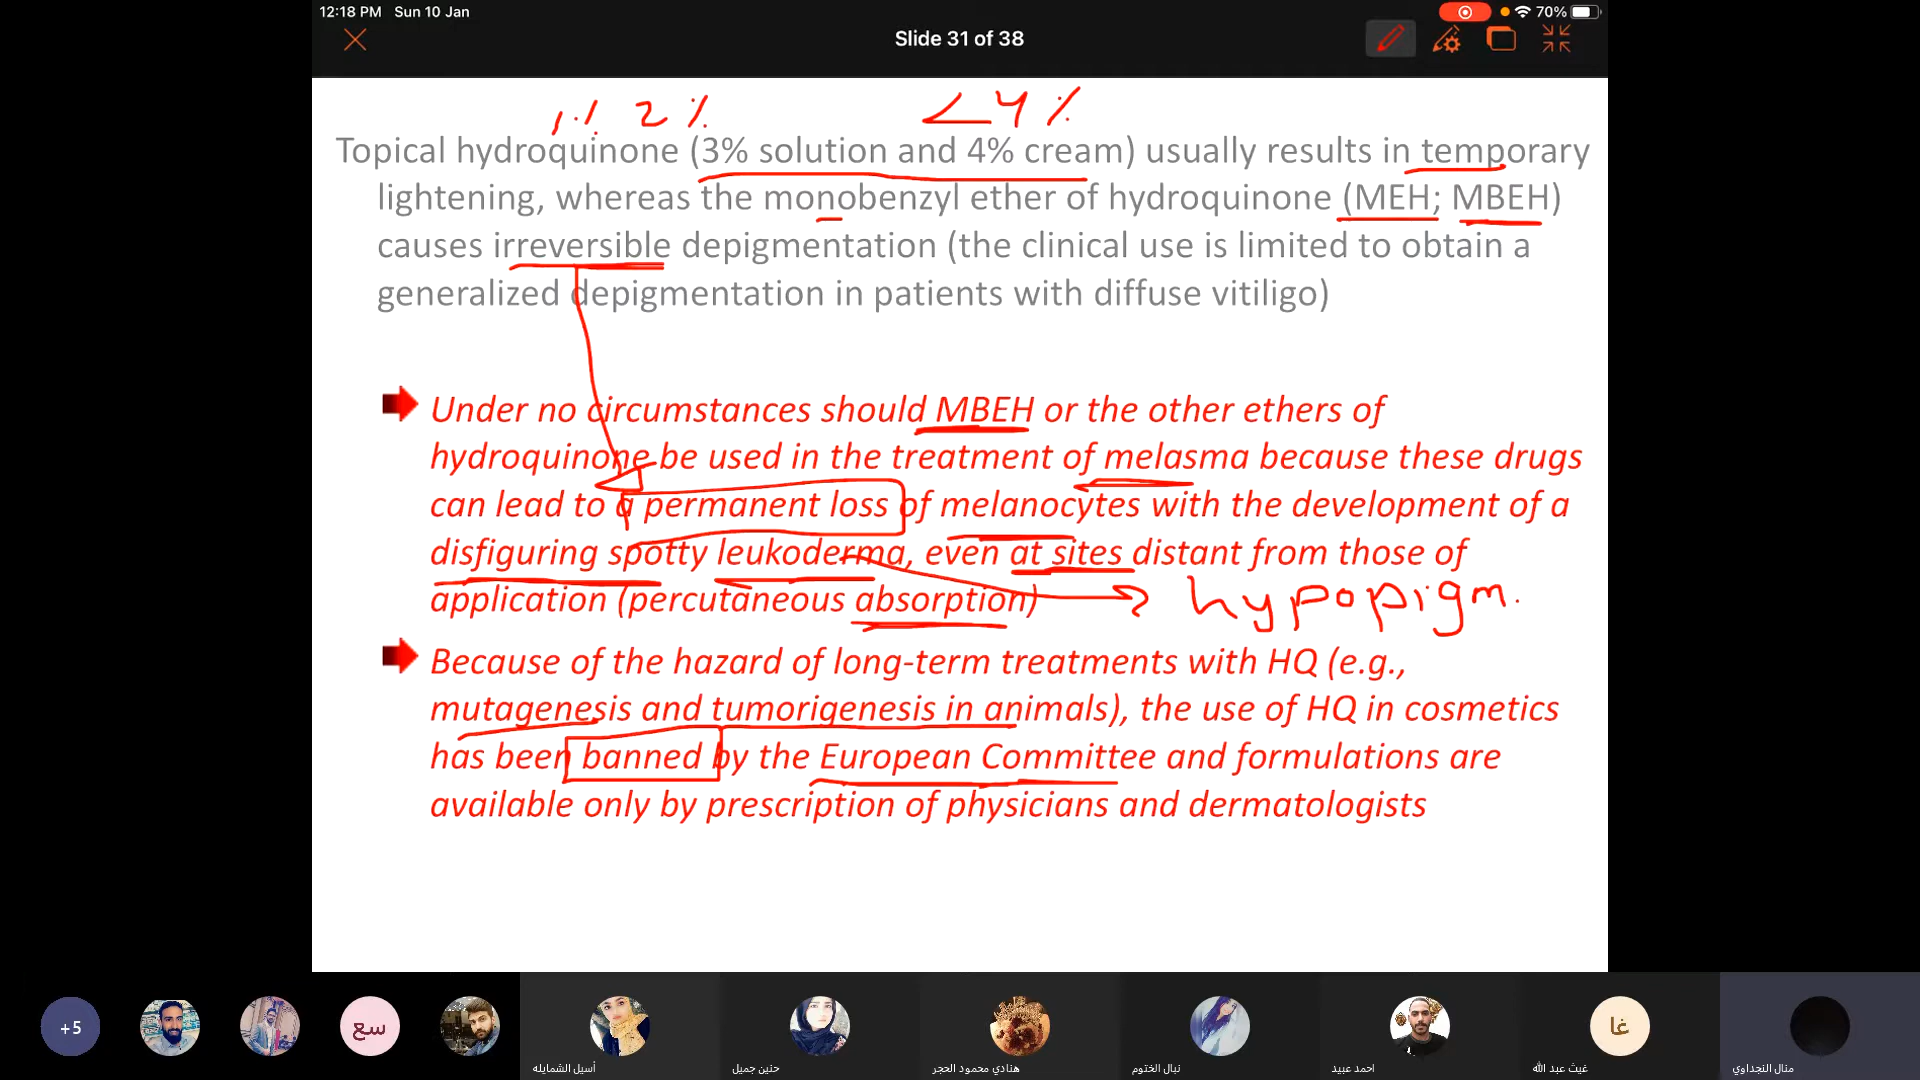 12:18 PM Sun 10 Jan
70%
Slide 31 of 38
1% 2% <4%
Topical hydroquinone (3% solution and 4% cream) usually results in temporary
lightening, whereas the monobenzyl ether of hydroquinone (MEH; MBEH)
causes irreversible depigmentation (the clinical use is limited to obtain a
generalized depigmentation in patients with diffuse vitiligo)
Under no circumstances should MBEH or the other ethers of
hydroquinone be used in the treatment of melasma because these drugs
can lead to a permanent loss of melanocytes with the development of a
disfiguring spotty leukoderma, even at sites distant from those of
application (percutaneous absorption)
hypopigm.
Because of the hazard of long-term treatments with HQ (e.g.,
mutagenesis and tumorigenesis in animals), the use of HQ in cosmetics
has been banned by the European Committee and formulations are
available only by prescription of physicians and dermatologists
+5
سع
غا
أسيل الشمايله
حنين جميل
هنادي محمود الحجر
نبال الختوم
احمد عبيد
غيث عبد الله
منال النجداوي